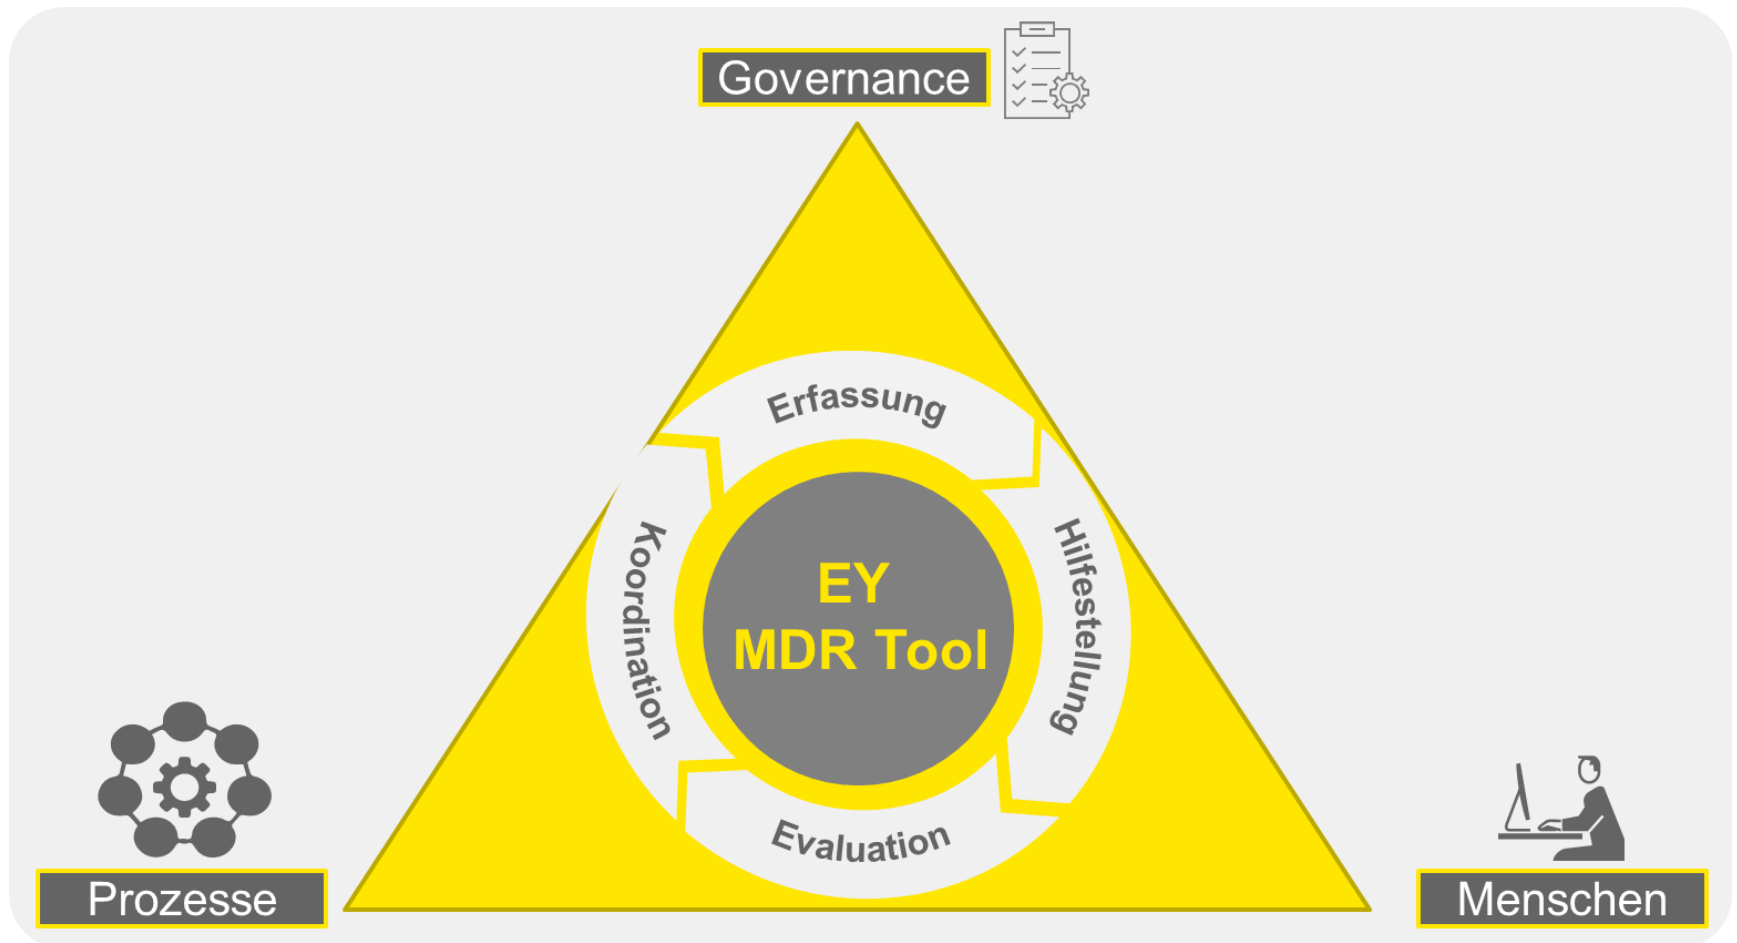 Governance
Erfassung
Koordination
EY
MDR Tool
Hilfestellung
Evaluation
Prozesse
Menschen